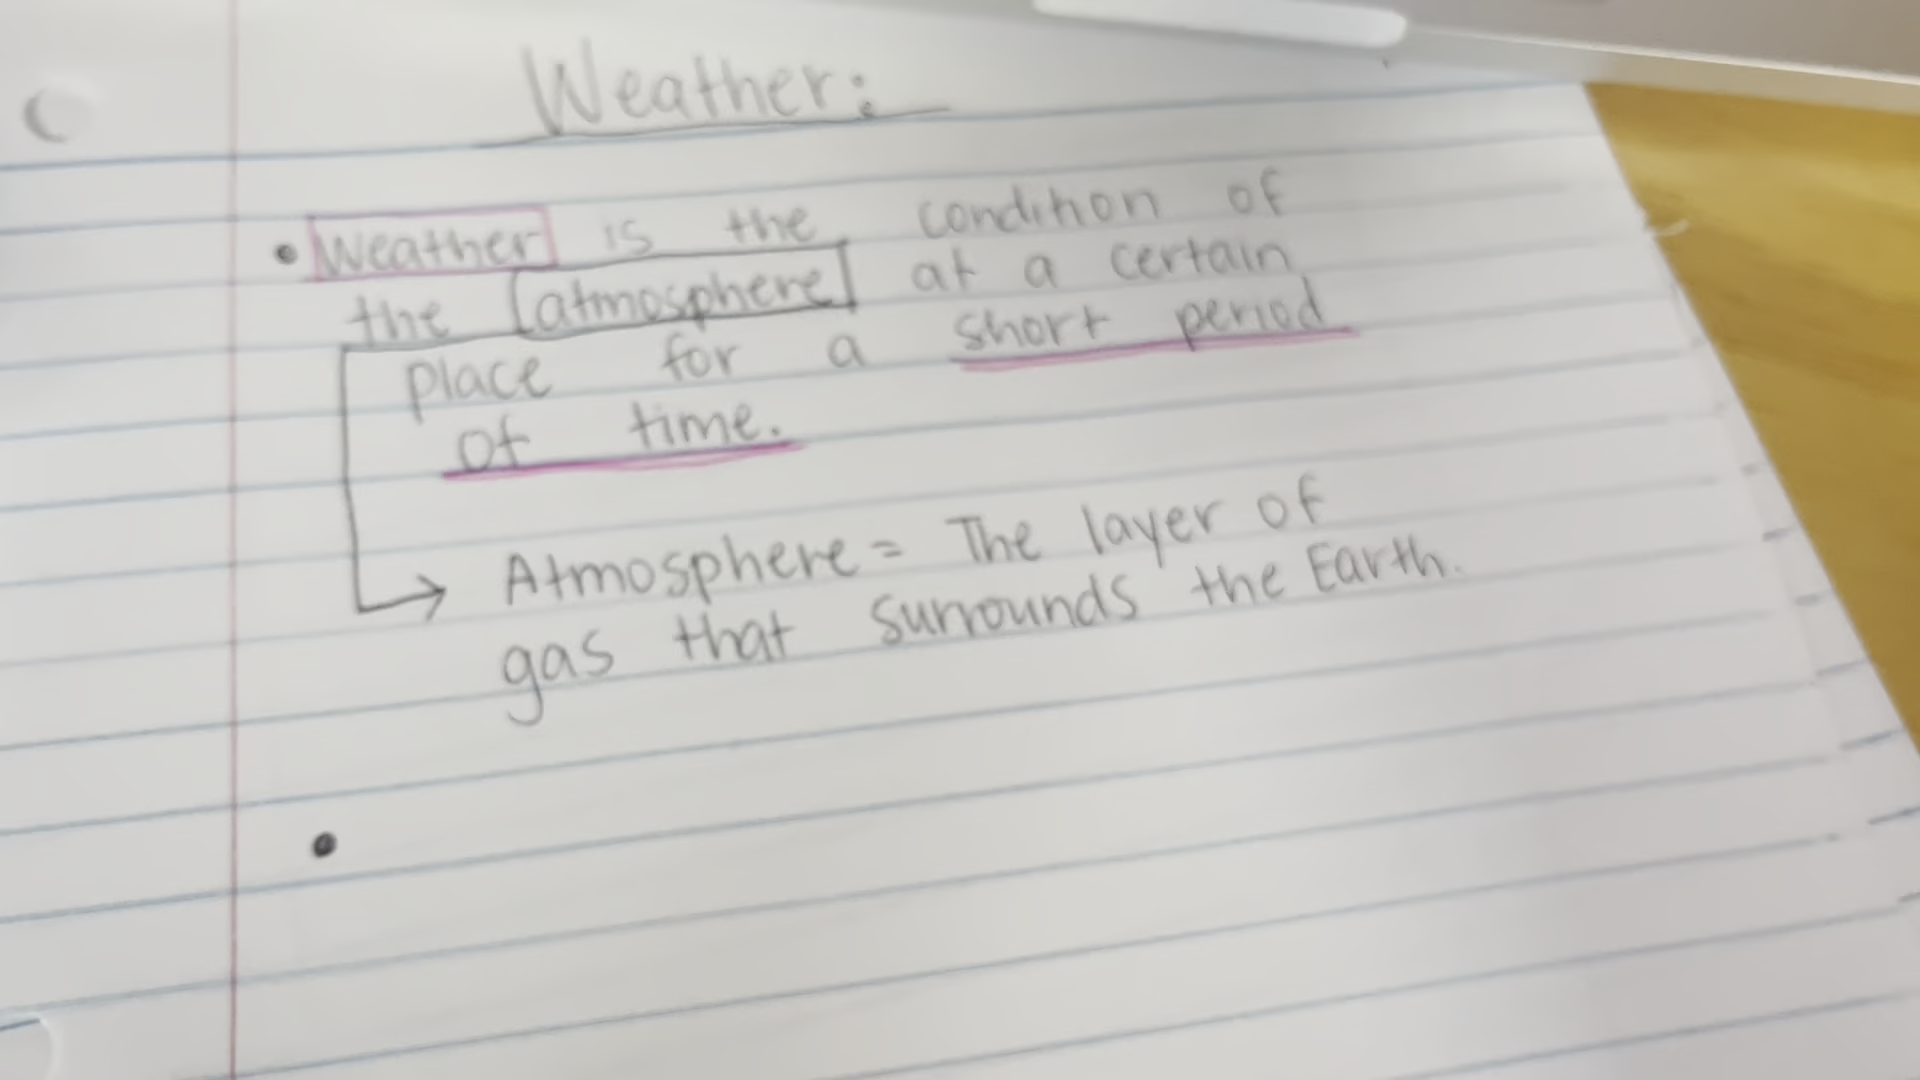 Weather:
• Weather is the condition of
the [atmosphere] at a certain
place for a short period
of time.
→ Atmosphere = The layer of
gas that surrounds the Earth.
•